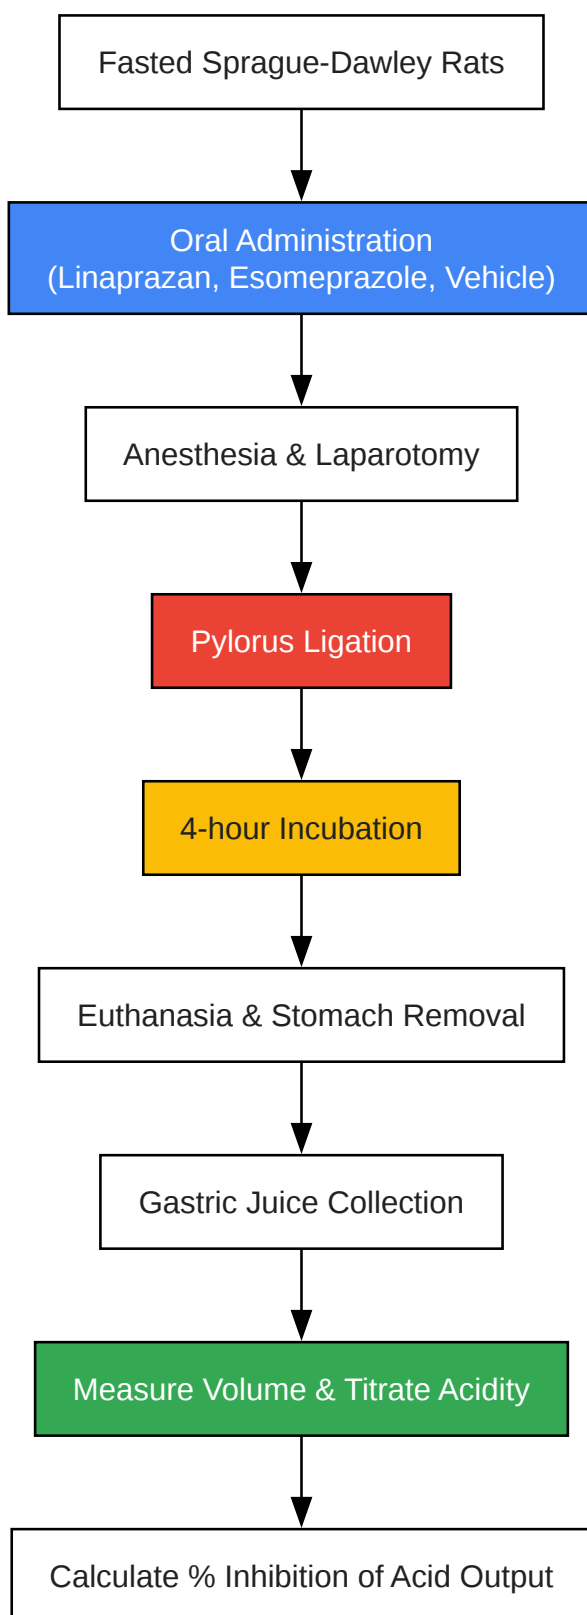 Fasted Sprague-Dawley Rats
Oral Administration
(Linaprazan, Esomeprazole, Vehicle)
Anesthesia & Laparotomy
Pylorus Ligation
4-hour Incubation
Euthanasia & Stomach Removal
Gastric Juice Collection
Measure Volume & Titrate Acidity
Calculate % Inhibition of Acid Output